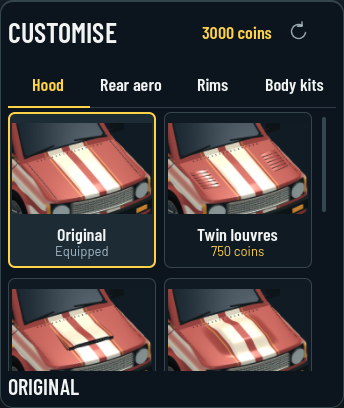 CUSTOMISE
3000 coins
Hood
Rear aero
Rims
Body kits
Original
Equipped
Twin louvres
750 coins
ORIGINAL